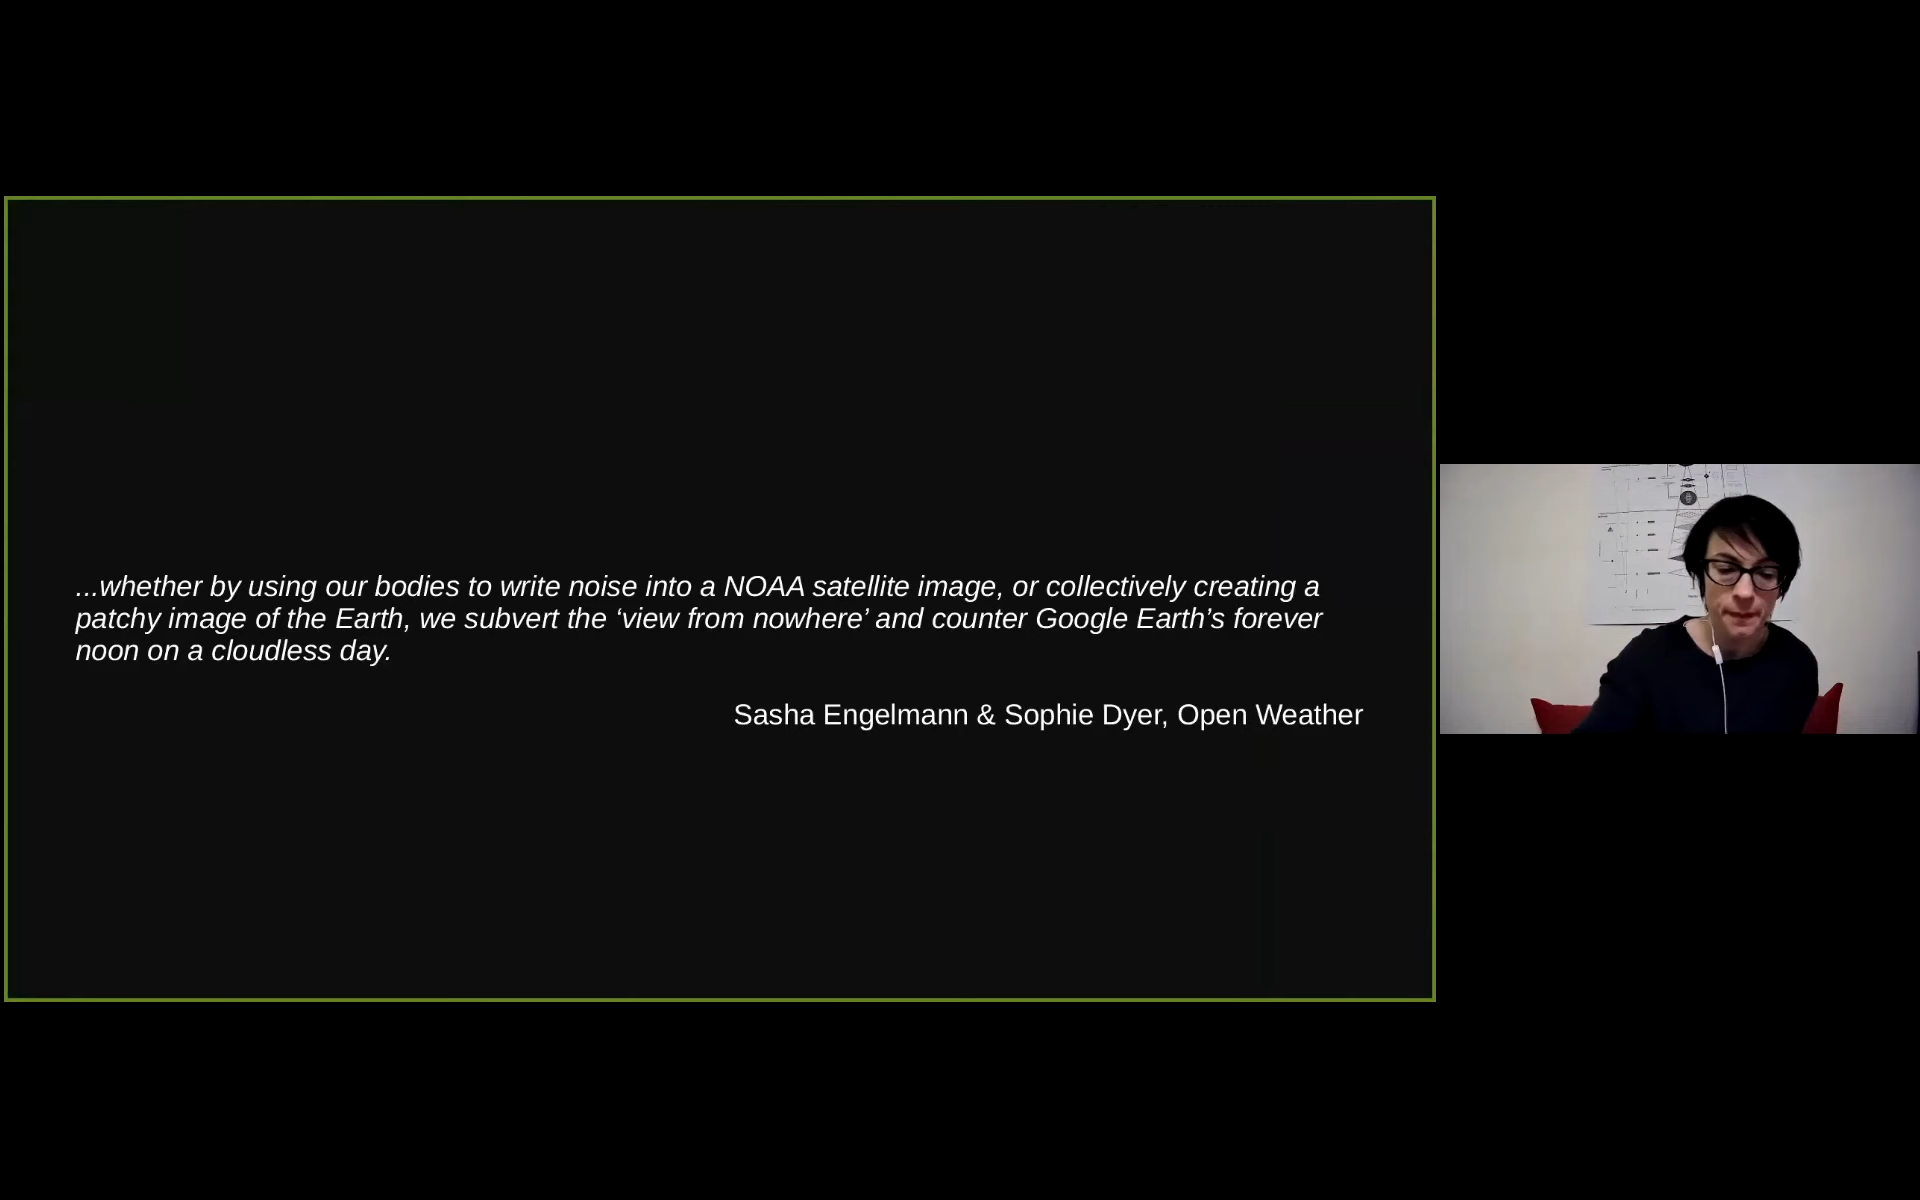 ...whether by using our bodies to write noise into a NOAA satellite image, or collectively creating a
patchy image of the Earth, we subvert the ‘view from nowhere’ and counter Google Earth’s forever
noon on a cloudless day.
Sasha Engelmann & Sophie Dyer, Open Weather